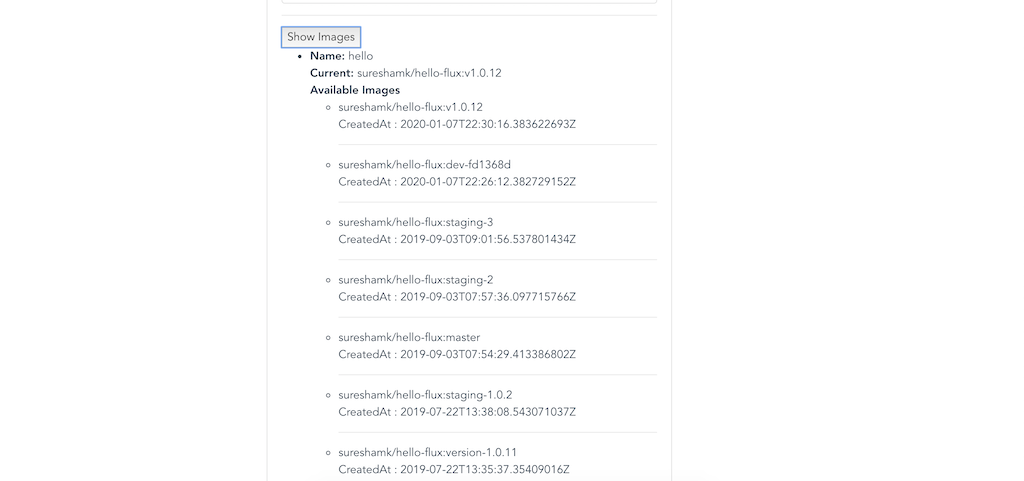 Show Images
Name: hello
Current: sureshamk/hello-flux:v1.0.12
Available Images
sureshamk/hello-flux:v1.0.12
CreatedAt : 2020-01-07T22:30:16.383622693Z
sureshamk/hello-flux:dev-fd1368d
CreatedAt : 2020-01-07T22:26:12.382729152Z
sureshamk/hello-flux:staging-3
CreatedAt : 2019-09-03T09:01:56.537801434Z
sureshamk/hello-flux:staging-2
CreatedAt : 2019-09-03T07:57:36.097715766Z
sureshamk/hello-flux:master
CreatedAt : 2019-09-03T07:54:29.413386802Z
sureshamk/hello-flux:staging-1.0.2
CreatedAt : 2019-07-22T13:38:08.543071037Z
sureshamk/hello-flux:version-1.0.11
CreatedAt : 2019-07-22T13:35:37.35409016Z